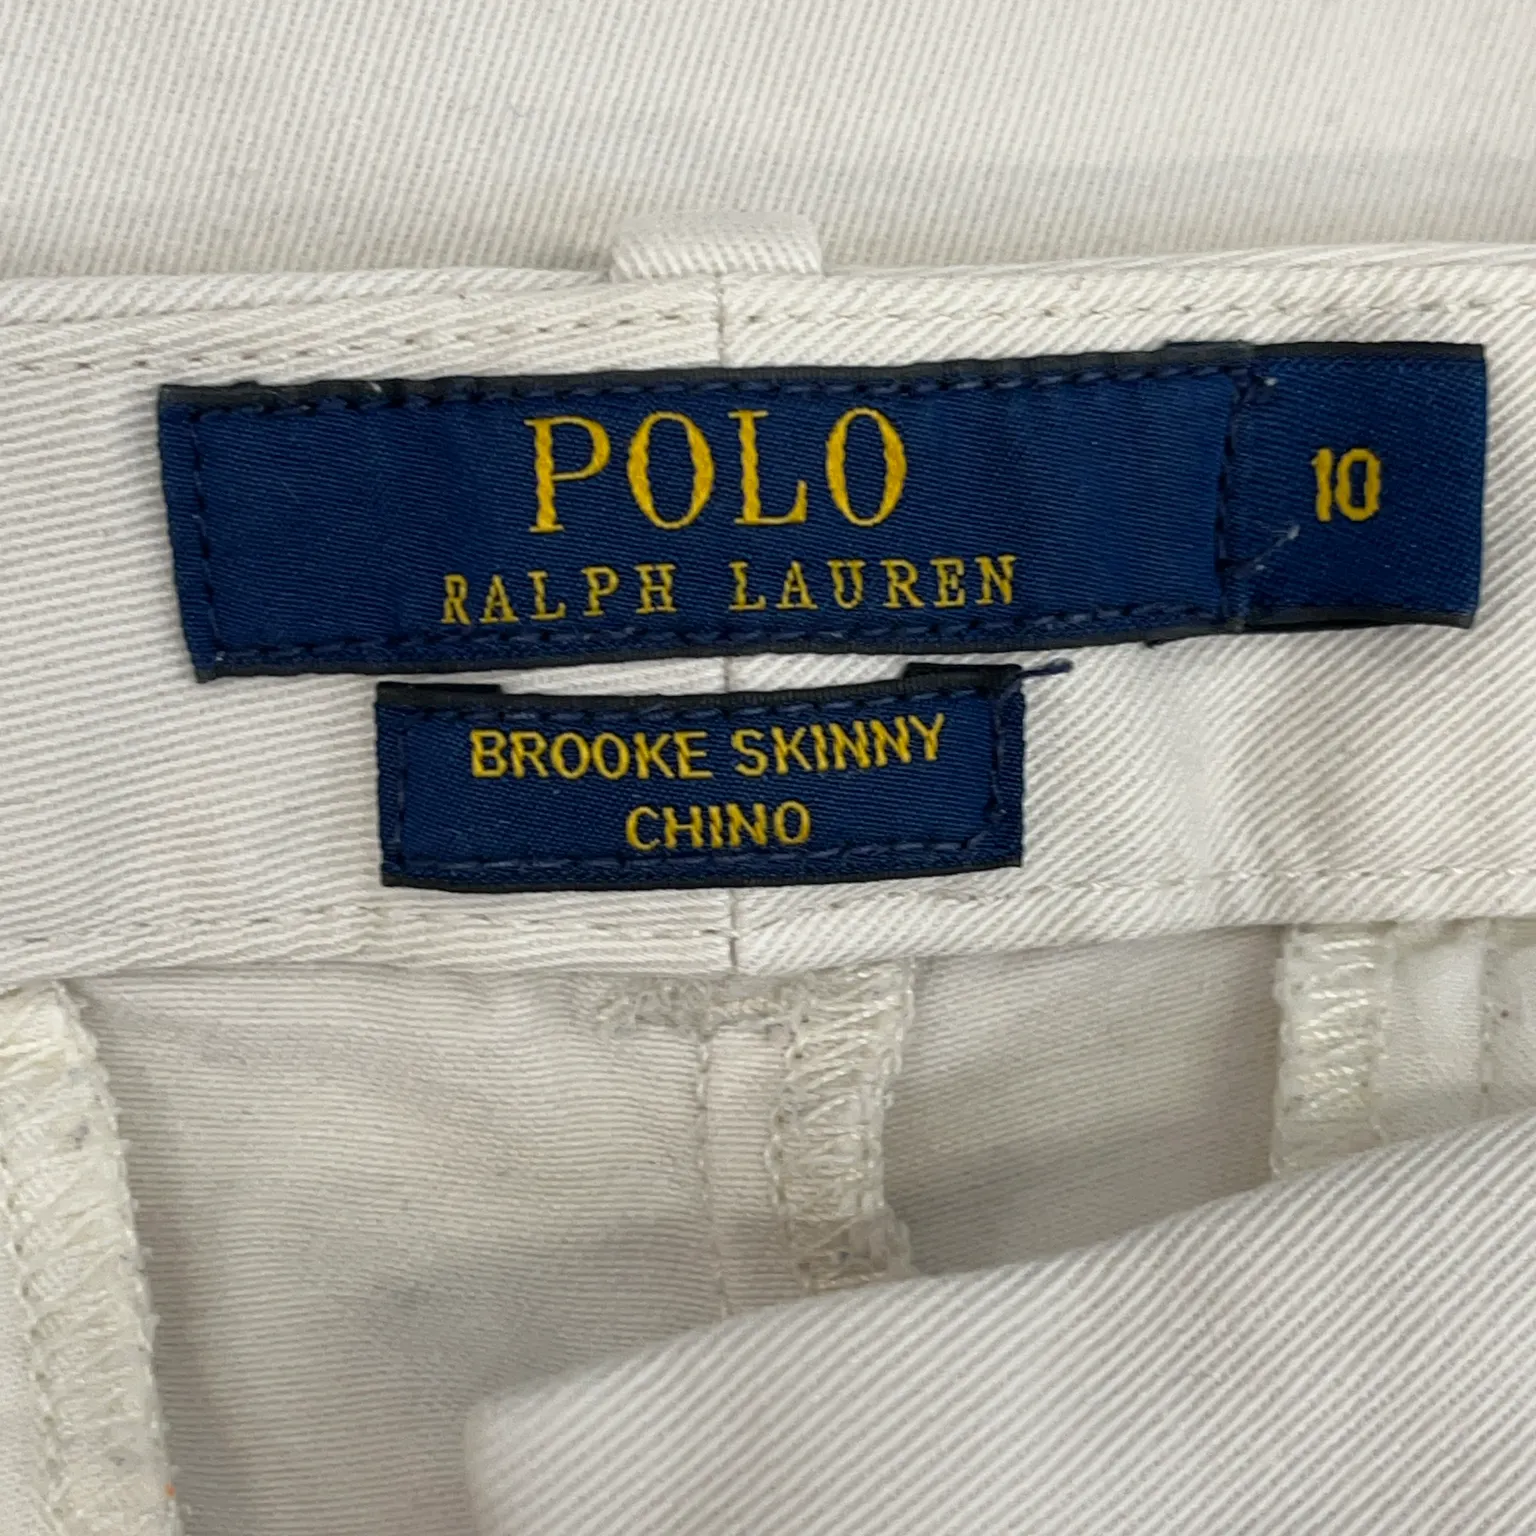 POLO
RALPH LAUREN
10
BROOKE SKINNY
CHINO